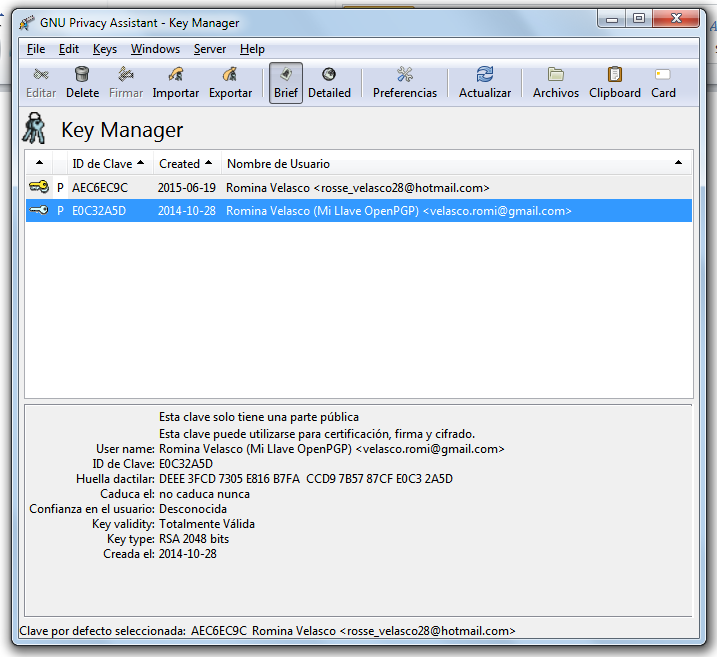 GNU Privacy Assistant - Key Manager
File Edit Keys Windows Server Help
Editar Delete Firmar Importar Exportar Brief Detailed Preferencias Actualizar Archivos Clipboard Card
Key Manager
ID de Clave Created Nombre de Usuario
P AEC6EC9C 2015-06-19 Romina Velasco <rosse_velasco28@hotmail.com>
P E0C32A5D 2014-10-28 Romina Velasco (Mi Llave OpenPGP) <velasco.romi@gmail.com>
Esta clave solo tiene una parte pública
Esta clave puede utilizarse para certificación, firma y cifrado.
User name: Romina Velasco (Mi Llave OpenPGP) <velasco.romi@gmail.com>
ID de Clave: E0C32A5D
Huella dactilar: DEEE 3FCD 7305 E816 B7FA CCD9 7B57 87CF E0C3 2A5D
Caduca el: no caduca nunca
Confianza en el usuario: Desconocida
Key validity: Totalmente Válida
Key type: RSA 2048 bits
Creada el: 2014-10-28
Clave por defecto seleccionada: AEC6EC9C Romina Velasco <rosse_velasco28@hotmail.com>